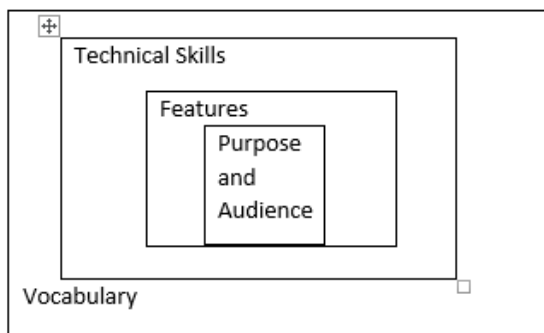 Technical Skills
Features
Purpose
and
Audience
Vocabulary